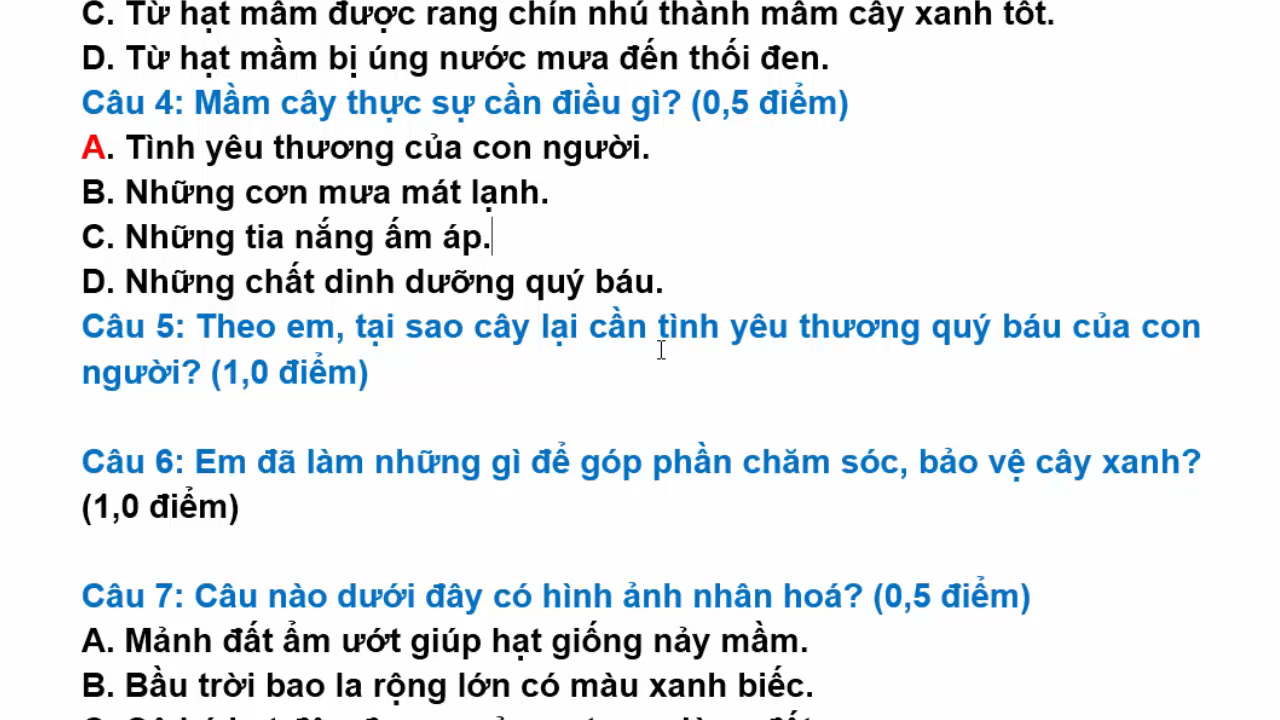 C. Từ hạt mầm được rang chín nhú thành mầm cây xanh tốt.
D. Từ hạt mầm bị úng nước mưa đến thối đen.
Câu 4: Mầm cây thực sự cần điều gì? (0,5 điểm)
A. Tình yêu thương của con người.
B. Những cơn mưa mát lạnh.
C. Những tia nắng ấm áp.
D. Những chất dinh dưỡng quý báu.
Câu 5: Theo em, tại sao cây lại cần tình yêu thương quý báu của con
người? (1,0 điểm)
Câu 6: Em đã làm những gì để góp phần chăm sóc, bảo vệ cây xanh?
(1,0 điểm)
Câu 7: Câu nào dưới đây có hình ảnh nhân hoá? (0,5 điểm)
A. Mảnh đất ẩm ướt giúp hạt giống nảy mầm.
B. Bầu trời bao la rộng lớn có màu xanh biếc.